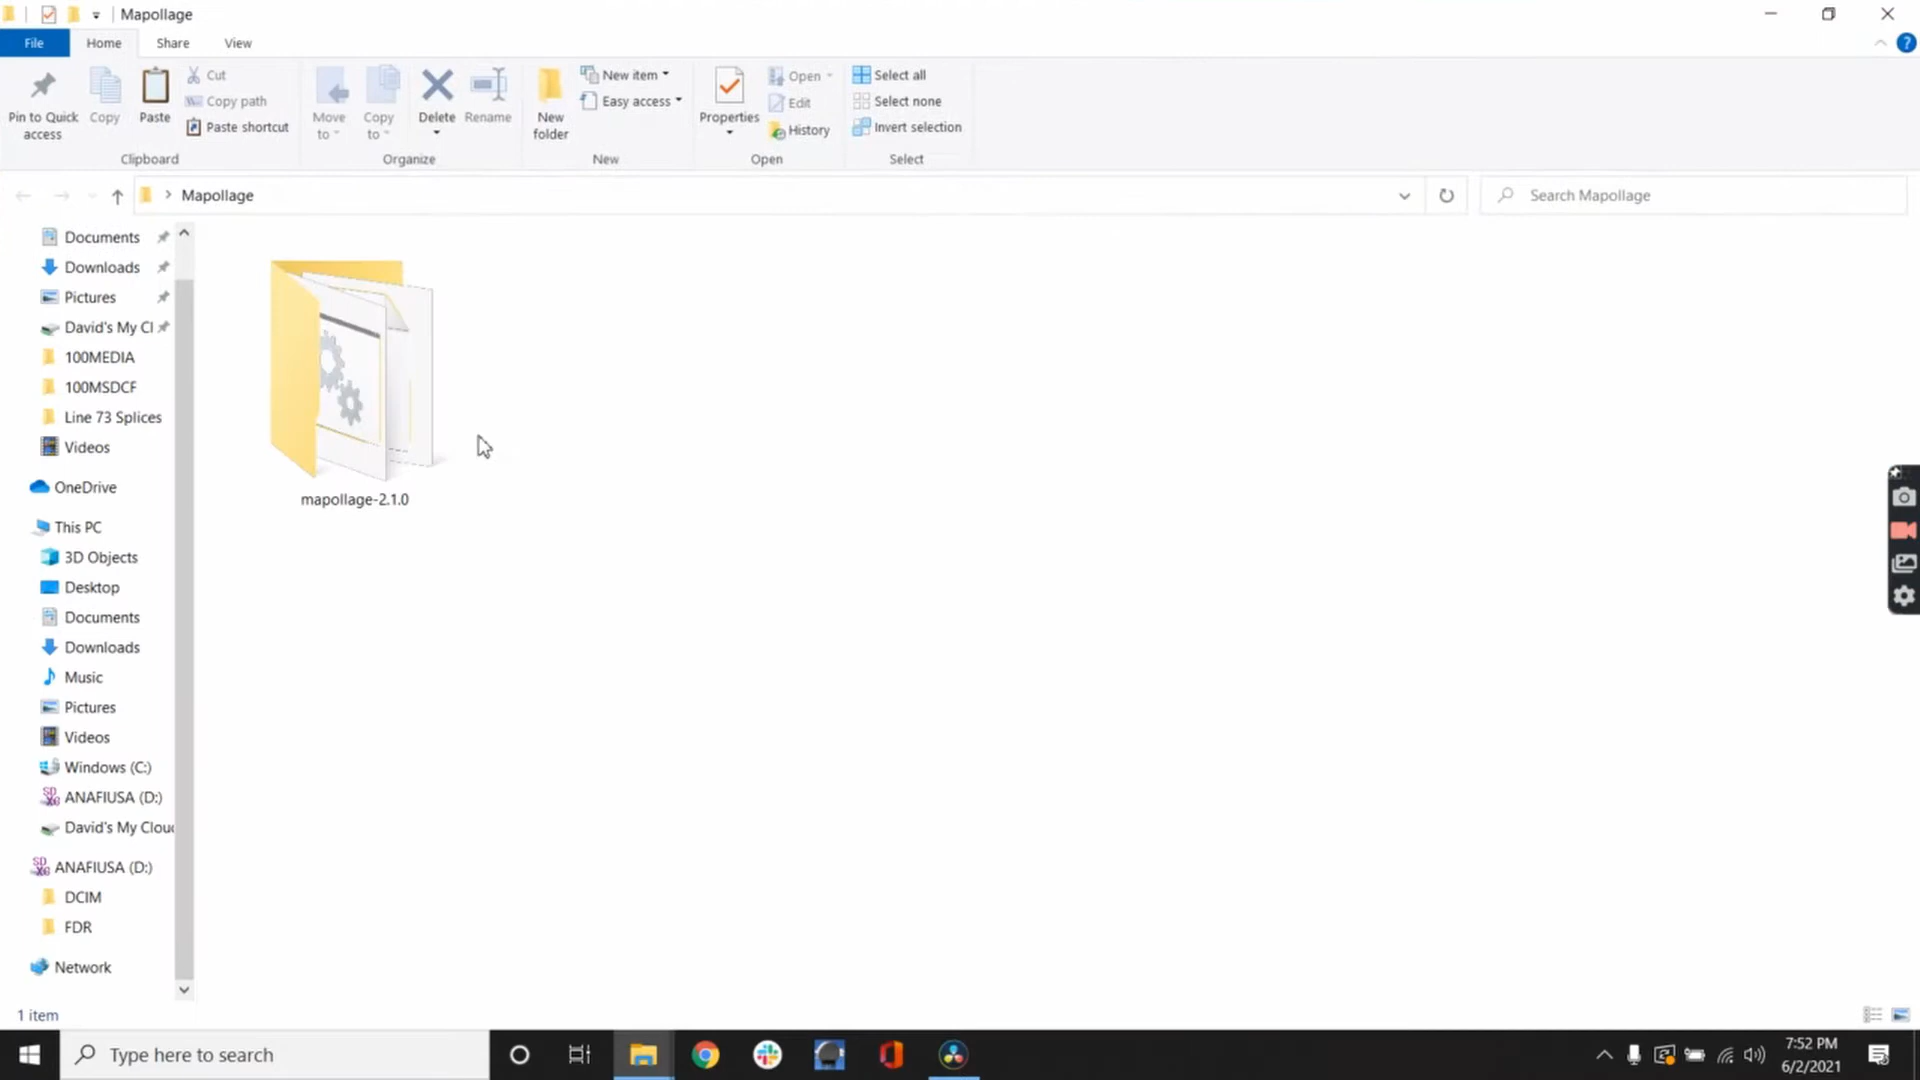 Mapollage
File
Home
Share
View
Pin to Quick access
Copy
Paste
Cut
Copy path
Paste shortcut
Clipboard
Move to
Copy to
Delete
Rename
Organize
New folder
New item
Easy access
New
Properties
Open
Edit
History
Open
Select all
Select none
Invert selection
Select
Mapollage
Search Mapollage
Documents
Downloads
Pictures
David's My Cl
100MEDIA
100MSDCF
Line 73 Splices
Videos
OneDrive
This PC
3D Objects
Desktop
Documents
Downloads
Music
Pictures
Videos
Windows (C:)
ANAFIUSA (D:)
David's My Clou
ANAFIUSA (D:)
DCIM
FDR
Network
mapollage-2.1.0
1 item
Type here to search
7:52 PM
6/2/2021